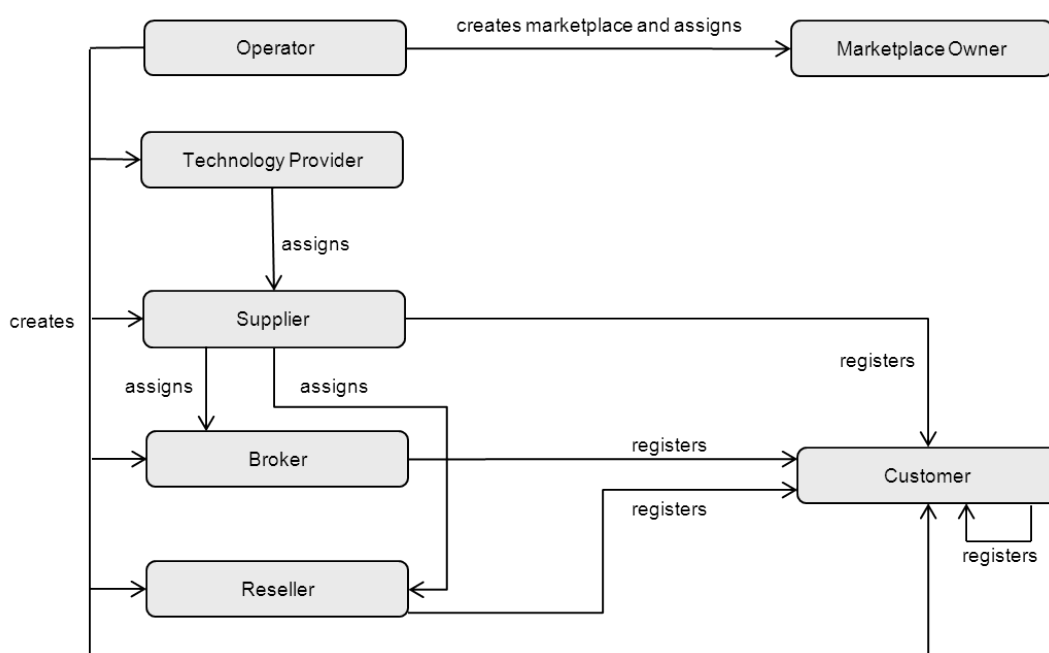 creates marketplace and assigns
Operator
Marketplace Owner
Technology Provider
assigns
Supplier
creates
registers
assigns
assigns
Broker
registers
Customer
registers
registers
Reseller